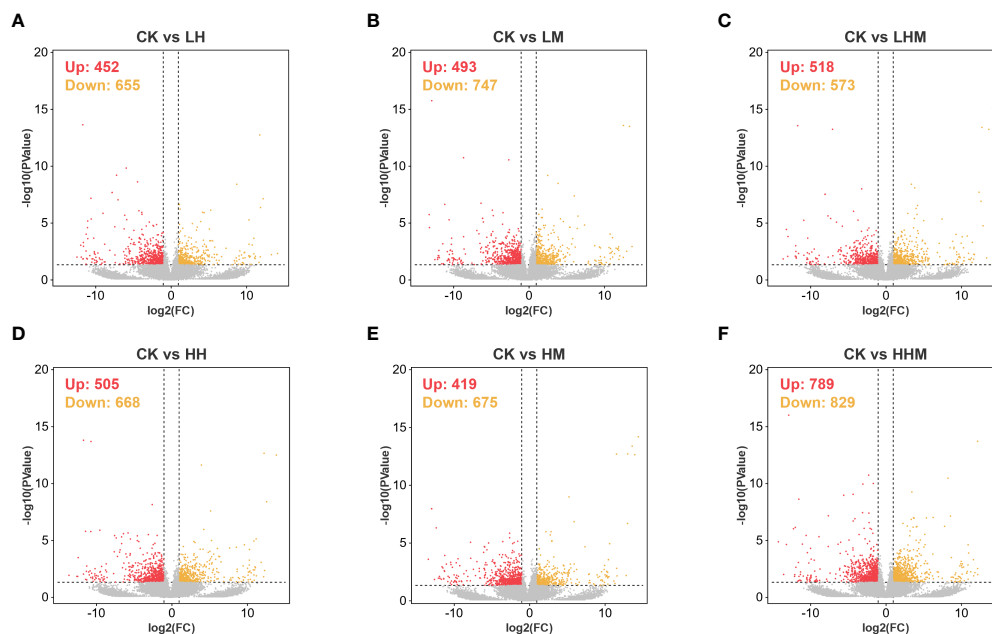 A
CK vs LH
Up: 452
Down: 655
20
15
10
5
0
-10
0
10
-log10(PValue)
log2(FC)
B
CK vs LM
Up: 493
Down: 747
20
15
10
5
0
-10
0
10
-log10(PValue)
log2(FC)
C
CK vs LHM
Up: 518
Down: 573
20
15
10
5
0
-10
0
10
-log10(PValue)
log2(FC)
D
CK vs HH
Up: 505
Down: 668
20
15
10
5
0
-10
0
10
-log10(PValue)
log2(FC)
E
CK vs HM
Up: 419
Down: 675
20
15
10
5
0
-10
0
10
-log10(PValue)
log2(FC)
F
CK vs HHM
Up: 789
Down: 829
20
15
10
5
0
-10
0
10
-log10(PValue)
log2(FC)